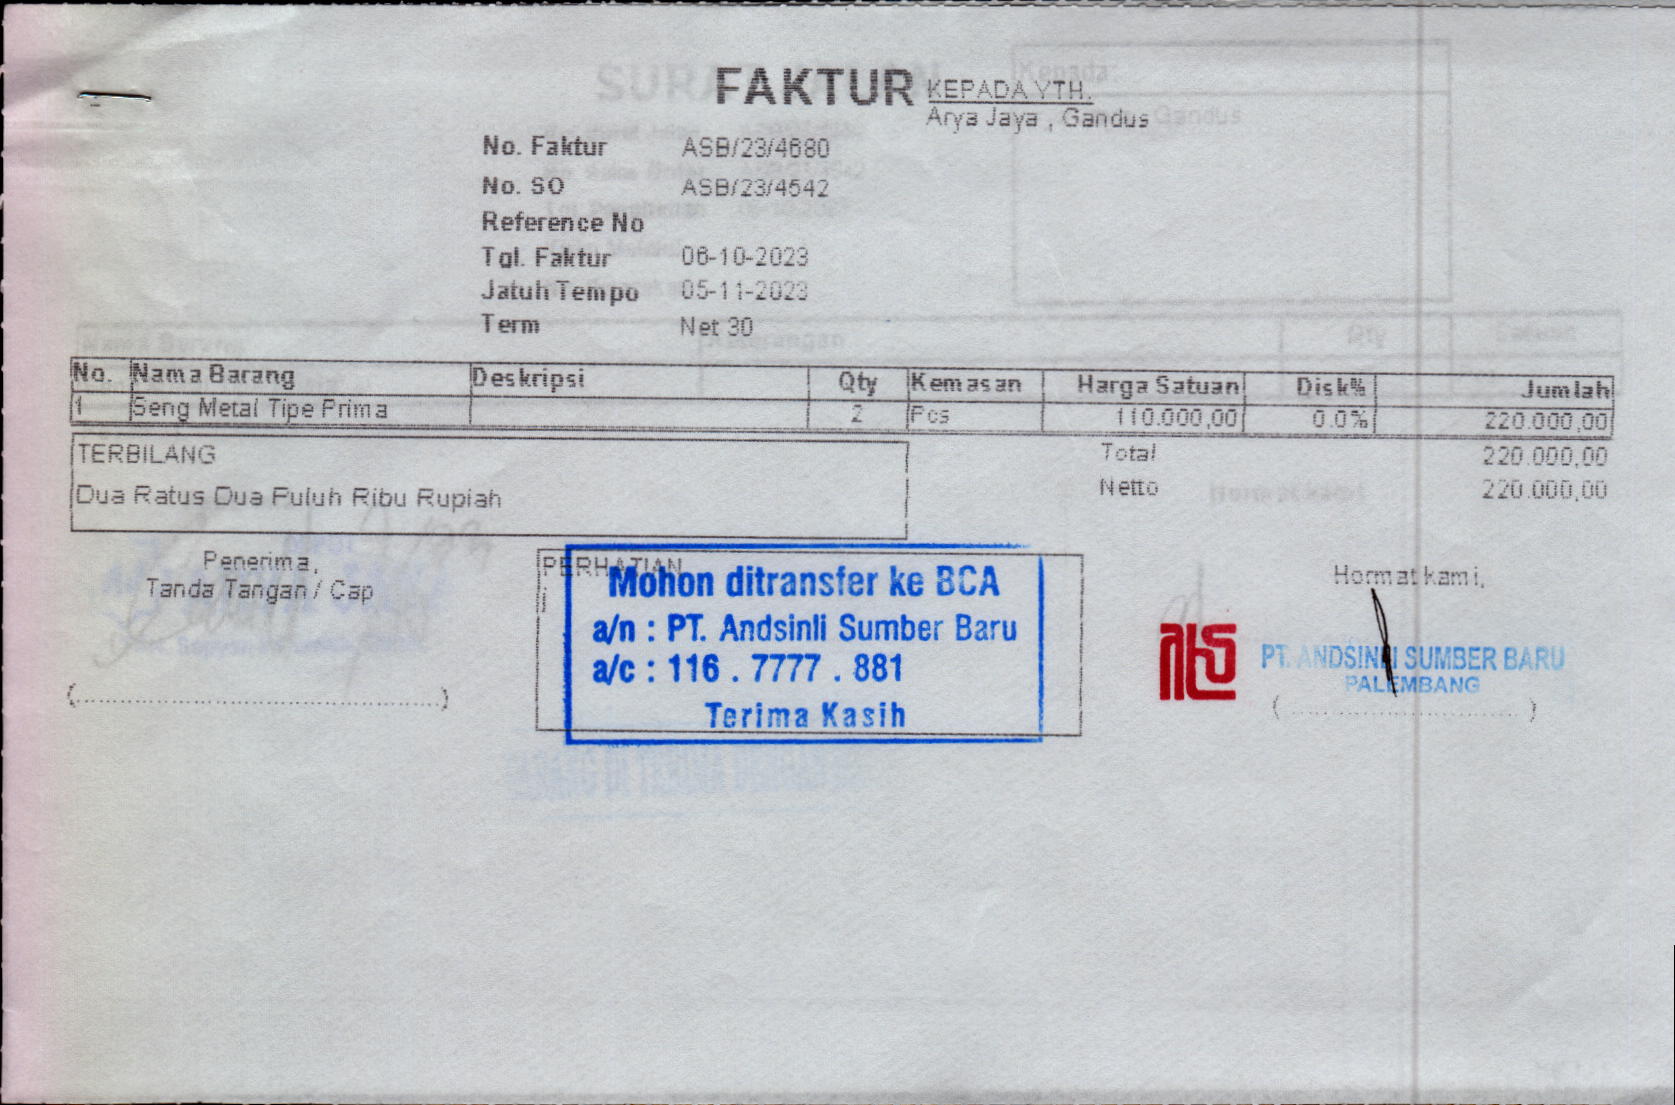 FAKTUR
KEPADA YTH.
Arya Jaya , Gandus
No. Faktur ASB/23/4680
No. SO ASB/23/4542
Reference No
Tgl. Faktur 06-10-2023
Jatuh Tempo 05-11-2023
Term Net 30
No. Nama Barang Deskripsi Qty Kemasan Harga Satuan Disk% Jumlah
1 Seng Metal Tipe Prima 2 Pcs 110.000,00 0.0% 220.000,00
TERBILANG
Dua Ratus Dua Puluh Ribu Rupiah
Total 220.000,00
Netto 220.000,00
Penerima,
Tanda Tangan / Cap
(..........................................)
PERHATIAN
Mohon ditransfer ke BCA
a/n : PT. Andsinli Sumber Baru
a/c : 116 . 7777 . 881
Terima Kasih
Hormat kami,
PT. ANDSINLI SUMBER BARU
PALEMBANG
(..............................)